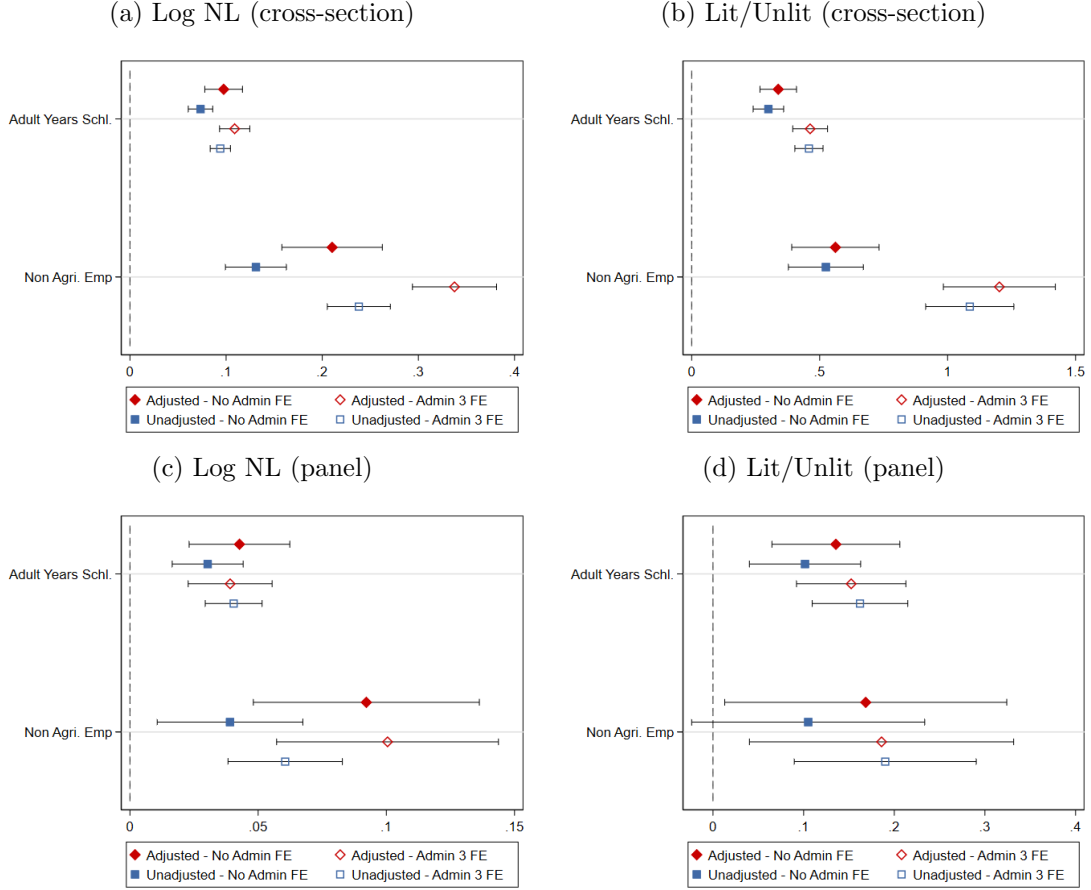 (a) Log NL (cross-section)
Adult Years Schl.
Non Agri. Emp
0 .1 .2 .3 .4
Adjusted - No Admin FE Adjusted - Admin 3 FE
Unadjusted - No Admin FE Unadjusted - Admin 3 FE
(b) Lit/Unlit (cross-section)
Adult Years Schl.
Non Agri. Emp
0 .5 1 1.5
Adjusted - No Admin FE Adjusted - Admin 3 FE
Unadjusted - No Admin FE Unadjusted - Admin 3 FE
(c) Log NL (panel)
Adult Years Schl.
Non Agri. Emp
0 .05 .1 .15
Adjusted - No Admin FE Adjusted - Admin 3 FE
Unadjusted - No Admin FE Unadjusted - Admin 3 FE
(d) Lit/Unlit (panel)
Adult Years Schl.
Non Agri. Emp
0 .1 .2 .3 .4
Adjusted - No Admin FE Adjusted - Admin 3 FE
Unadjusted - No Admin FE Unadjusted - Admin 3 FE